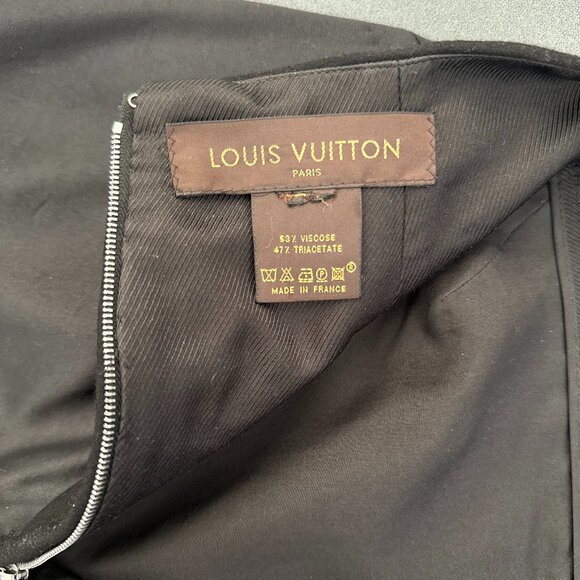 LOUIS VUITTON
PARIS
53% VISCOSE
47% TRIACETATE
MADE IN FRANCE